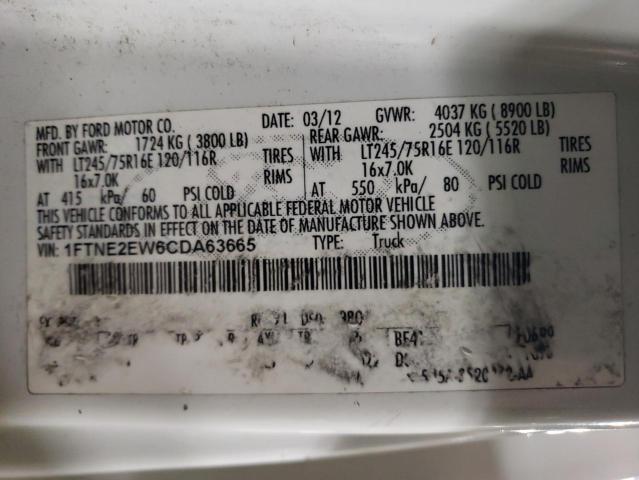 MFD. BY FORD MOTOR CO. DATE: 03/12 GVWR: 4037 KG ( 8900 LB)
FRONT GAWR: 1724 KG ( 3800 LB) REAR GAWR: 2504 KG ( 5520 LB)
WITH LT245/75R16E 120/116R TIRES WITH LT245/75R16E 120/116R TIRES
16x7.0K RIMS 16x7.0K RIMS
AT 415 kPa/ 60 PSI COLD AT 550 kPa/ 80 PSI COLD
THIS VEHICLE CONFORMS TO ALL APPLICABLE FEDERAL MOTOR VEHICLE
SAFETY STANDARDS IN EFFECT ON THE DATE OF MANUFACTURE SHOWN ABOVE.
VIN: 1FTNE2EW6CDA63665 TYPE: Truck